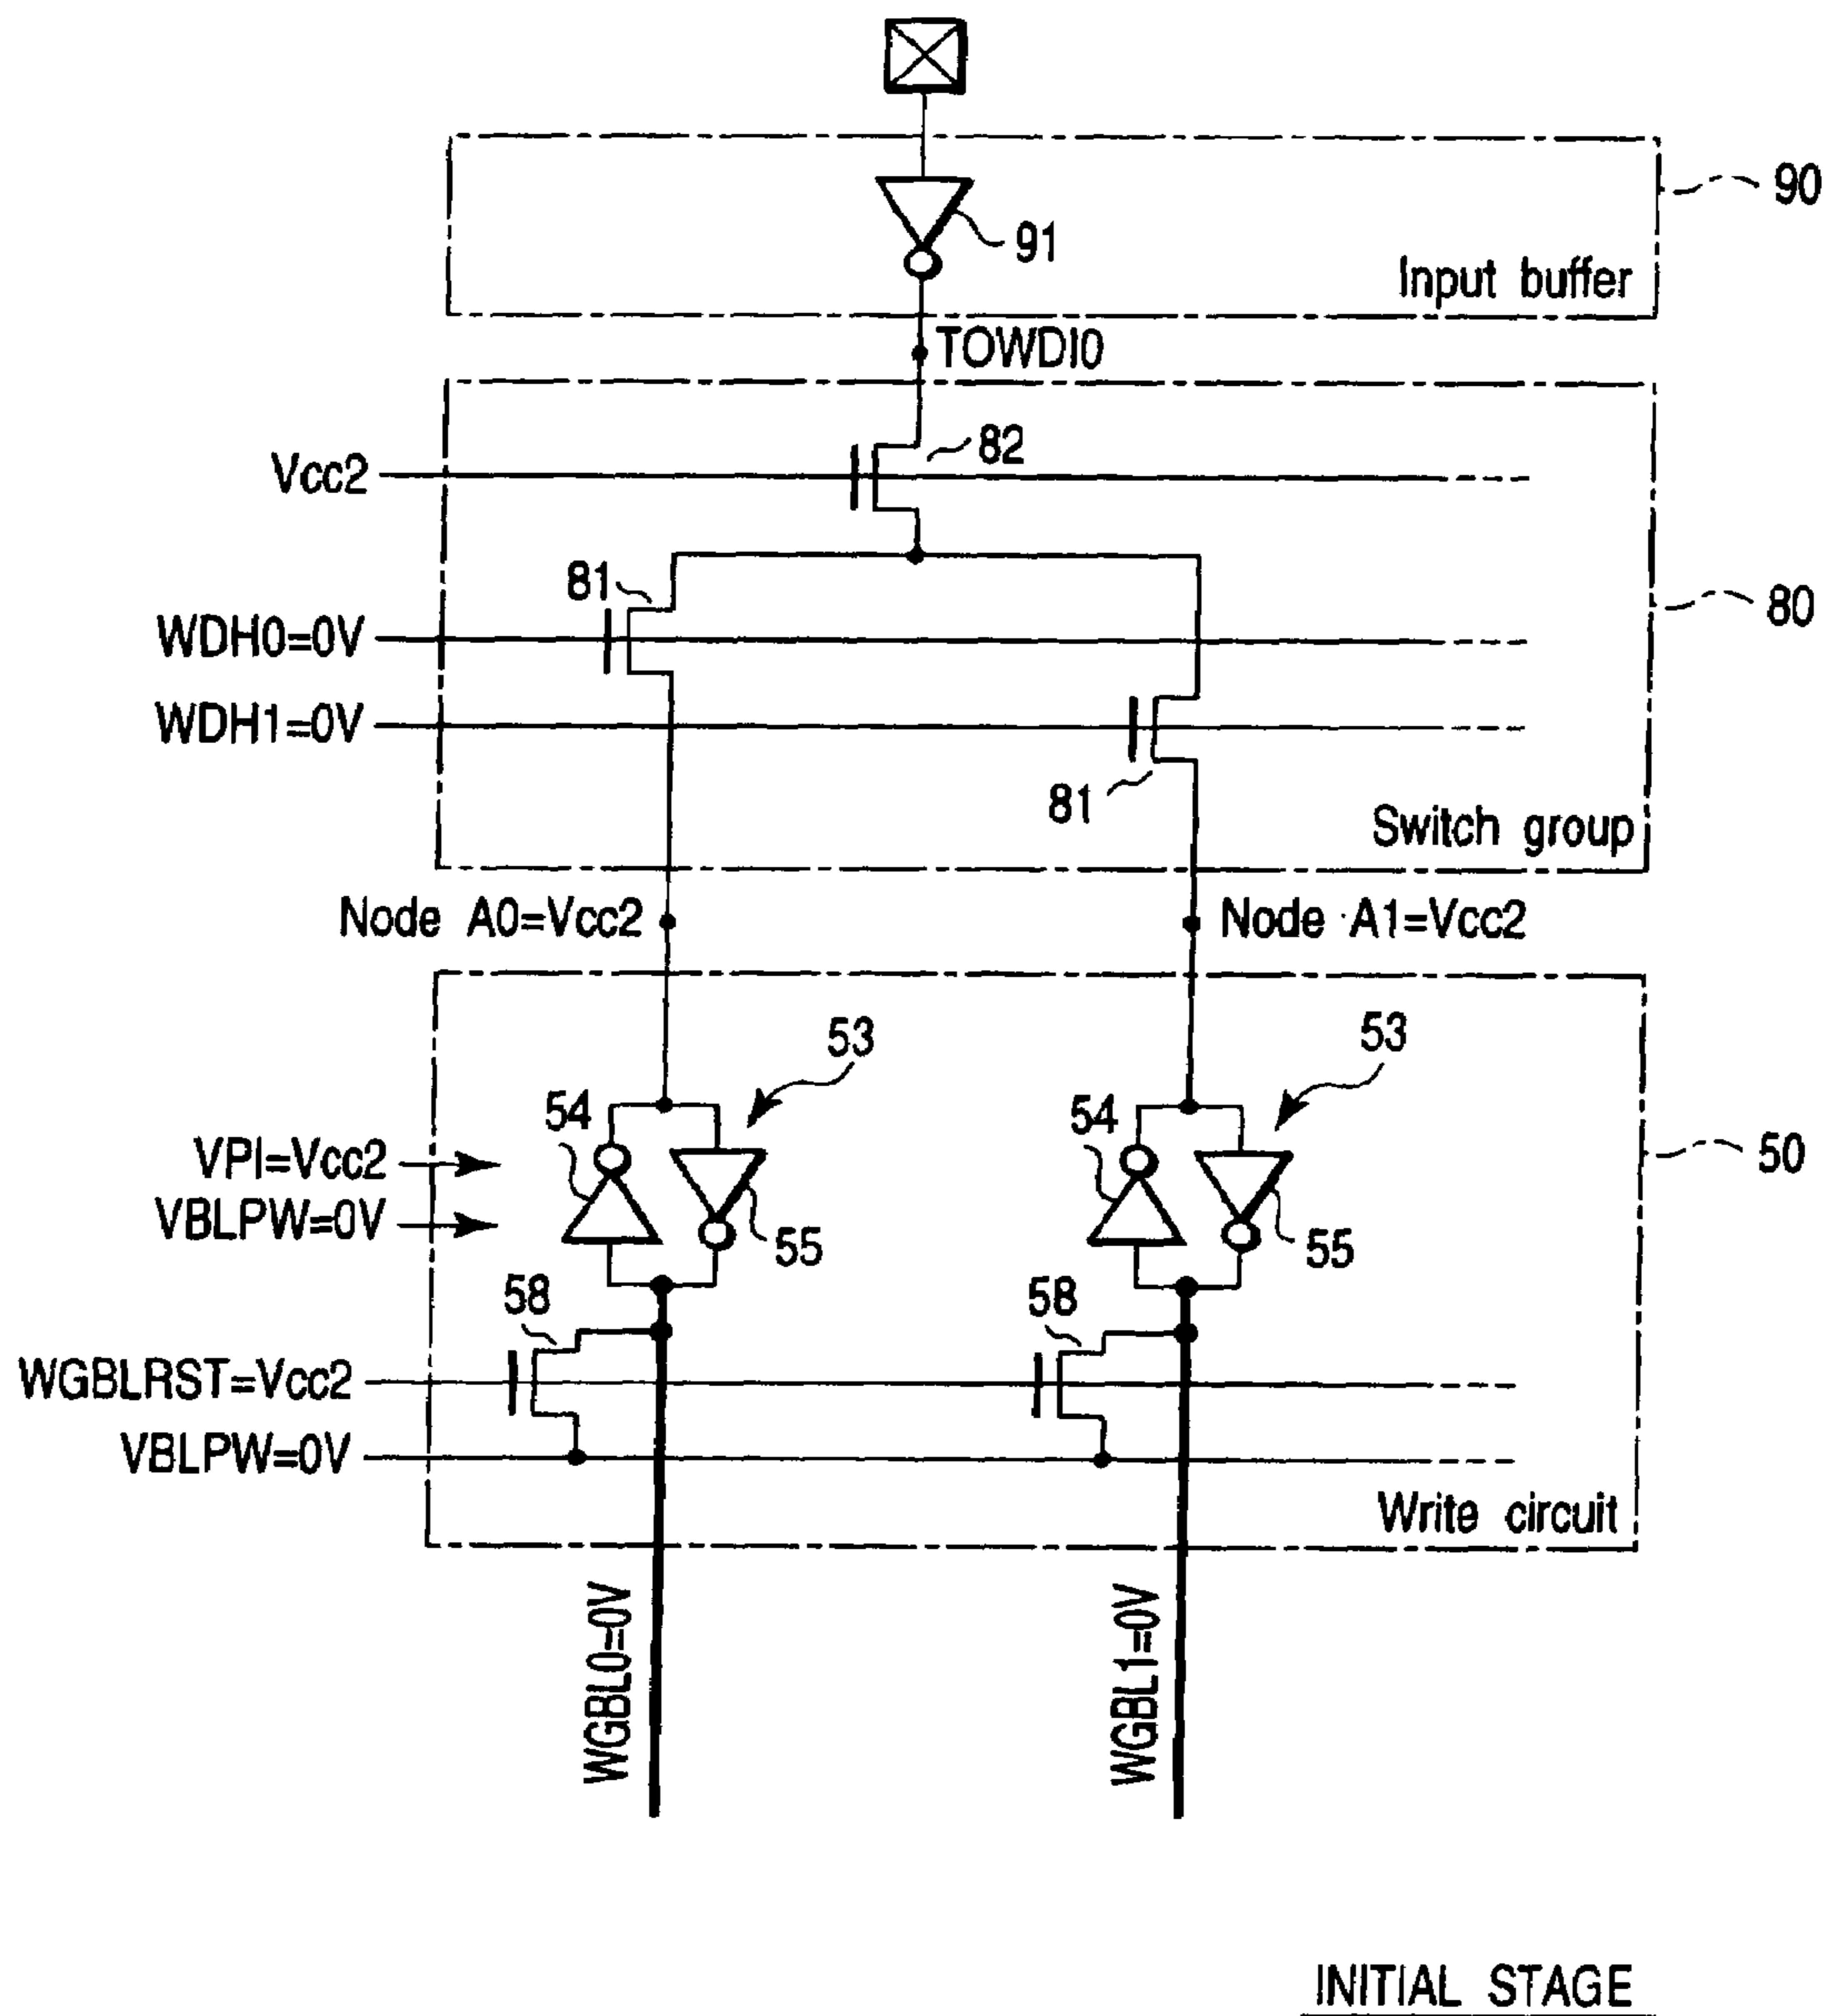 90
91
Input buffer
TOWDI0
82
Vcc2
81
80
WDH0=0V
WDH1=0V
81
Switch group
Node A0=Vcc2
Node A1=Vcc2
53
53
54
54
VPI=Vcc2
50
VBLPW=0V
55
55
58
58
WGBLRST=Vcc2
VBLPW=0V
Write circuit
WGBL0=0V
WGBL1=0V
INITIAL STAGE